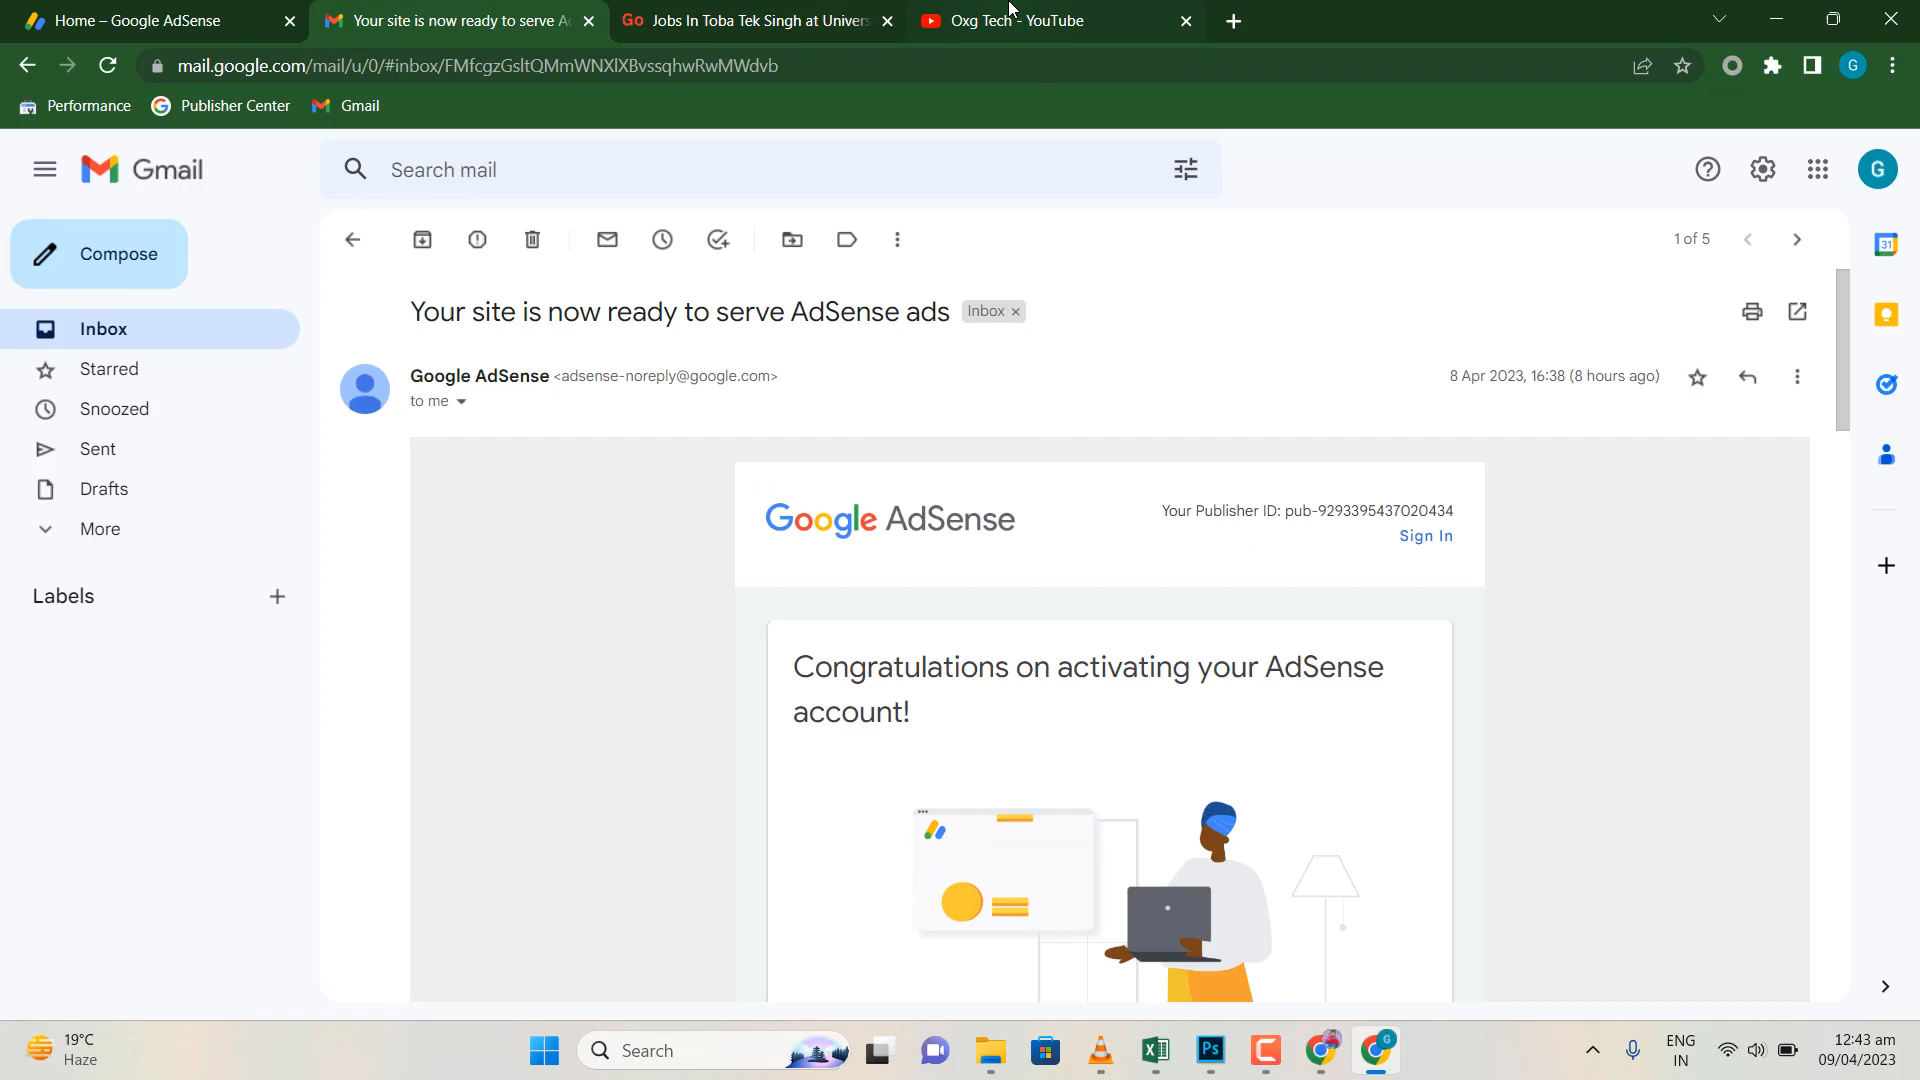 Home – Google AdSense
Your site is now ready to serve A
Go Jobs In Toba Tek Singh at Univers
Oxg Tech - YouTube
mail.google.com/mail/u/0/#inbox/FMfcgzGsltQMmWNXlXBvssqhwRwMWdvb
G
Performance
Publisher Center
Gmail
Gmail
Search mail
G
Compose
1 of 5
31
Your site is now ready to serve AdSense ads
Inbox ×
Inbox
Starred
Snoozed
Sent
Drafts
More
Labels
Google AdSense <adsense-noreply@google.com>
8 Apr 2023, 16:38 (8 hours ago)
to me
Google AdSense
Your Publisher ID: pub-9293395437020434
Sign In
Congratulations on activating your AdSense
account!
19°C
Haze
Search
Ps
G
ENG
IN
12:43 am
09/04/2023